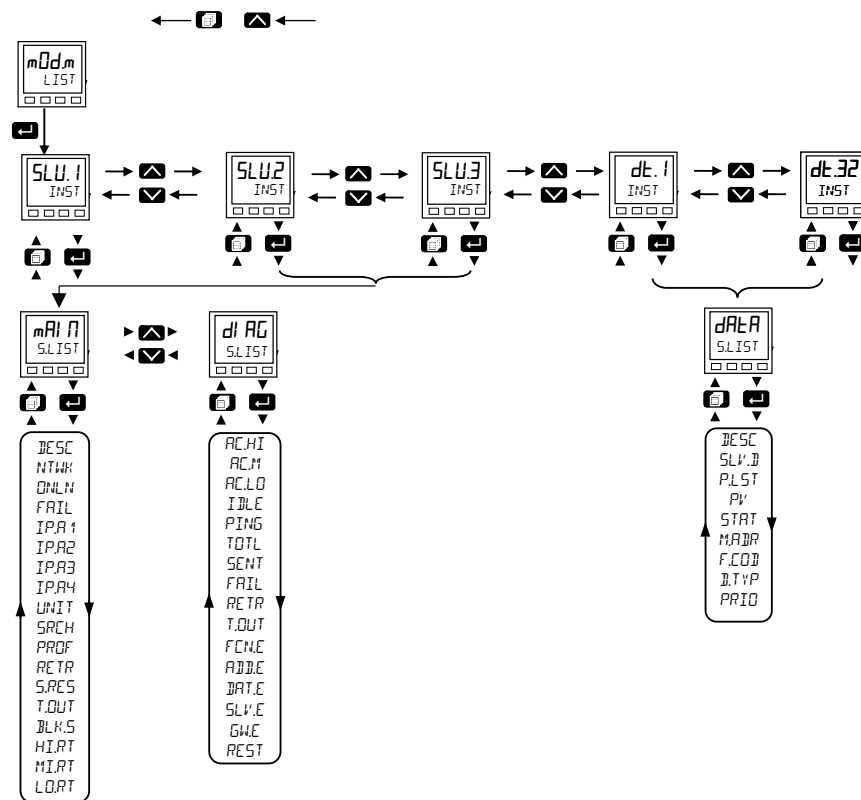 mOd.m
LIST
SLV.1
INST
SLV.2
INST
SLV.3
INST
dt.1
INST
dt.32
INST
mAIN
S.LIST
dIAG
S.LIST
dAtA
S.LIST
DESC
NTWK
ONLN
FAIL
IP.A1
IP.A2
IP.A3
IP.A4
UNIT
SRCH
PROF
RETR
S.RES
T.OUT
BLK.S
HI.RT
MI.RT
LO.RT
AC.HI
AC.M
AC.LO
IDLE
PING
TOTL
SENT
FAIL
RETR
T.OUT
FCN.E
ADD.E
DAT.E
SLV.E
GW.E
REST
DESC
SLV.D
P.LST
PV
STAT
M.ADR
F.COD
D.TYP
PRIO